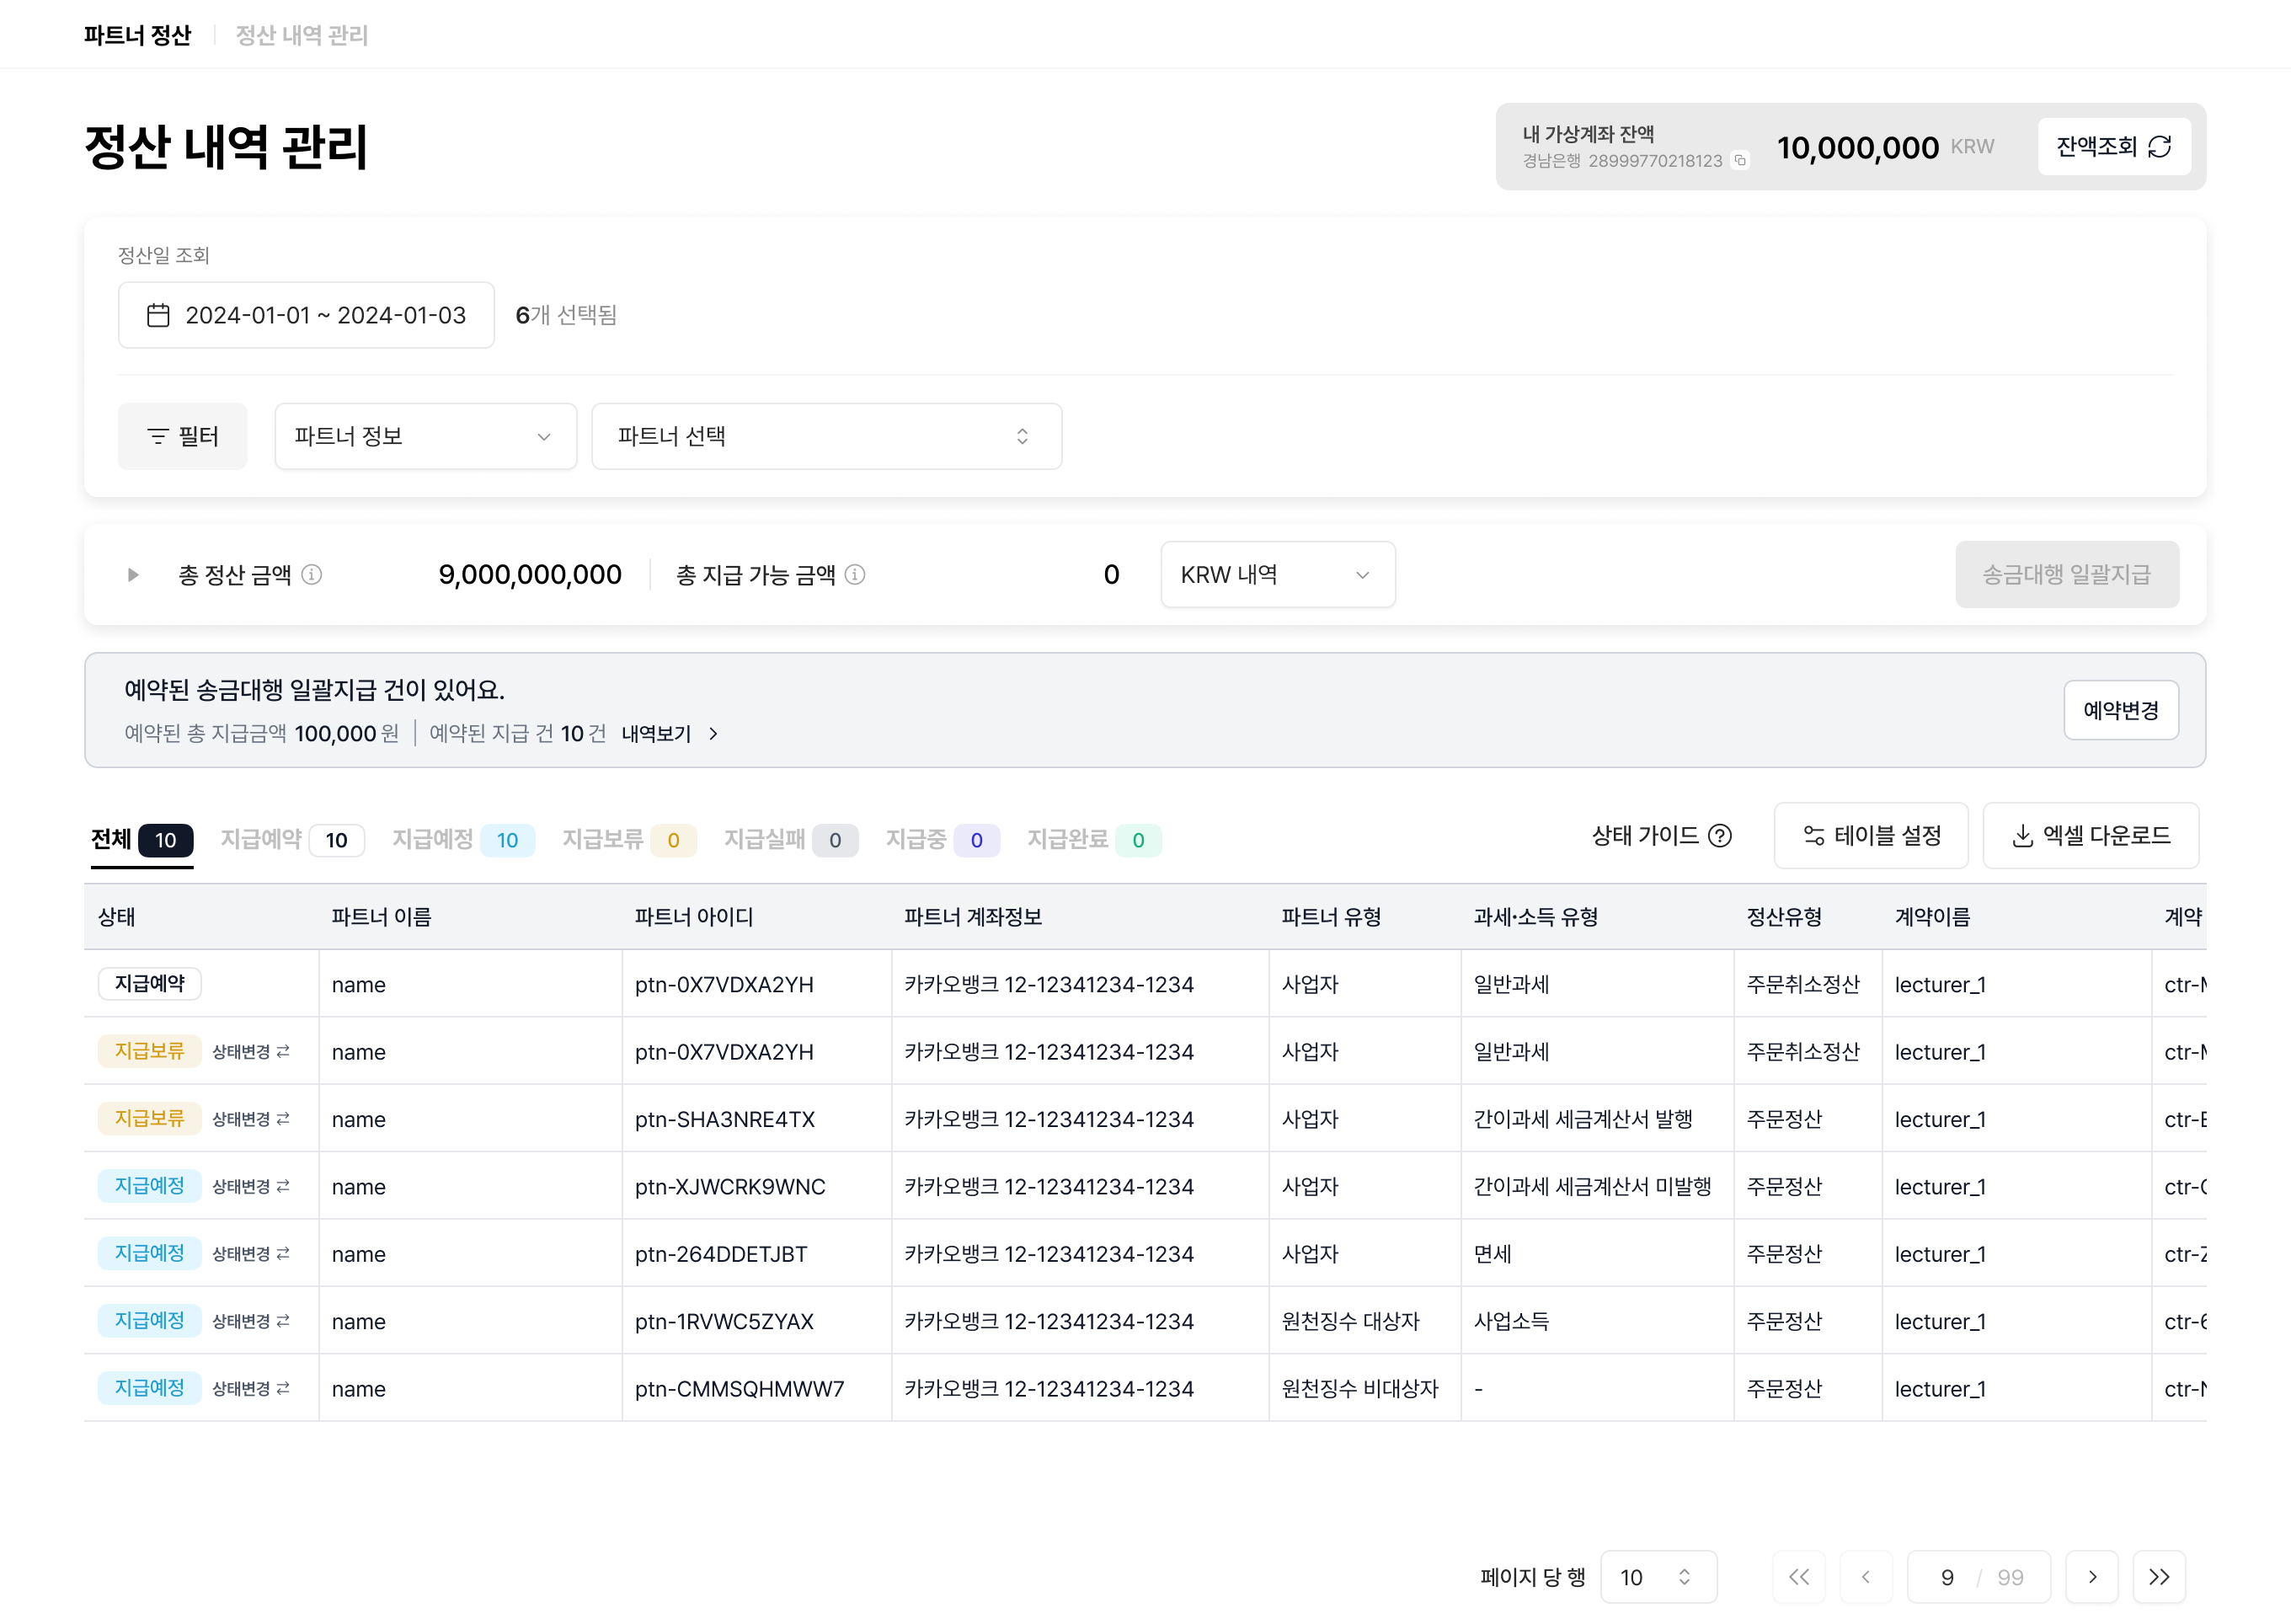 파트너 정산 정산 내역 관리
정산 내역 관리
내 가상계좌 잔액
경남은행 28999770218123
10,000,000 KRW
잔액조회
정산일 조회
2024-01-01 ~ 2024-01-03 6개 선택됨
필터 파트너 정보 파트너 선택
총 정산 금액 9,000,000,000 총 지급 가능 금액 0 KRW 내역 송금대행 일괄지급
예약된 송금대행 일괄지급 건이 있어요.
예약된 총 지급금액 100,000 원 예약된 지급 건 10 건 내역보기
예약변경
전체 10 지급예약 10 지급예정 10 지급보류 0 지급실패 0 지급중 0 지급완료 0 상태 가이드 테이블 설정 엑셀 다운로드
상태 파트너 이름 파트너 아이디 파트너 계좌정보 파트너 유형 과세·소득 유형 정산유형 계약이름 계약
지급예약 name ptn-0X7VDXA2YH 카카오뱅크 12-12341234-1234 사업자 일반과세 주문취소정산 lecturer_1 ctr-
지급보류 상태변경 name ptn-0X7VDXA2YH 카카오뱅크 12-12341234-1234 사업자 일반과세 주문취소정산 lecturer_1 ctr-
지급보류 상태변경 name ptn-SHA3NRE4TX 카카오뱅크 12-12341234-1234 사업자 간이과세 세금계산서 발행 주문정산 lecturer_1 ctr-
지급예정 상태변경 name ptn-XJWCRK9WNC 카카오뱅크 12-12341234-1234 사업자 간이과세 세금계산서 미발행 주문정산 lecturer_1 ctr-
지급예정 상태변경 name ptn-264DDETJBT 카카오뱅크 12-12341234-1234 사업자 면세 주문정산 lecturer_1 ctr-
지급예정 상태변경 name ptn-1RVWC5ZYAX 카카오뱅크 12-12341234-1234 원천징수 대상자 사업소득 주문정산 lecturer_1 ctr-
지급예정 상태변경 name ptn-CMMSQHMWW7 카카오뱅크 12-12341234-1234 원천징수 비대상자 - 주문정산 lecturer_1 ctr-
페이지 당 행 10 9 / 99